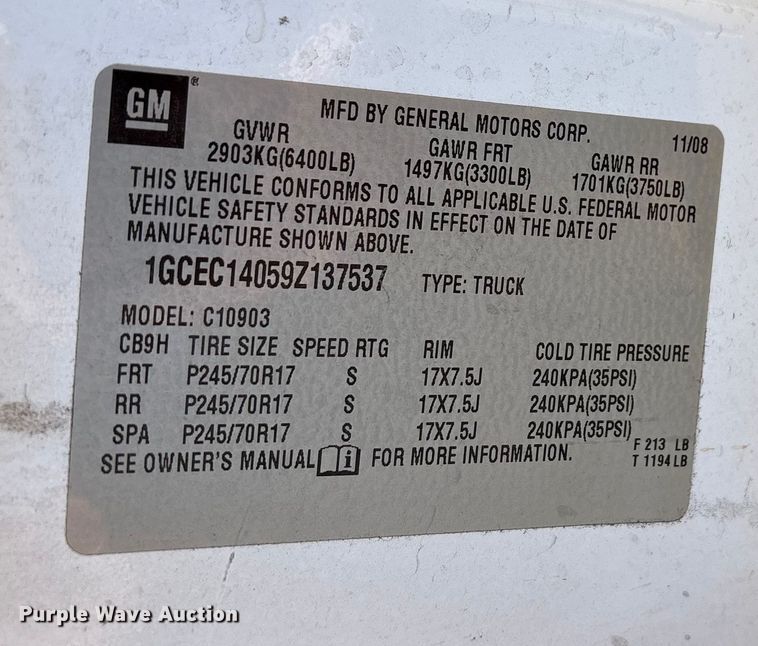 GM ®
MFD BY GENERAL MOTORS CORP. 11/08
GVWR GAWR FRT GAWR RR
2903KG(6400LB) 1497KG(3300LB) 1701KG(3750LB)
THIS VEHICLE CONFORMS TO ALL APPLICABLE U.S. FEDERAL MOTOR
VEHICLE SAFETY STANDARDS IN EFFECT ON THE DATE OF
MANUFACTURE SHOWN ABOVE.
1GCEC14059Z137537 TYPE: TRUCK
MODEL: C10903
CB9H TIRE SIZE SPEED RTG RIM COLD TIRE PRESSURE
FRT P245/70R17 S 17X7.5J 240KPA(35PSI)
RR P245/70R17 S 17X7.5J 240KPA(35PSI)
SPA P245/70R17 S 17X7.5J 240KPA(35PSI)
F 213 LB
SEE OWNER'S MANUAL i FOR MORE INFORMATION. T 1194 LB
Purple Wave Auction